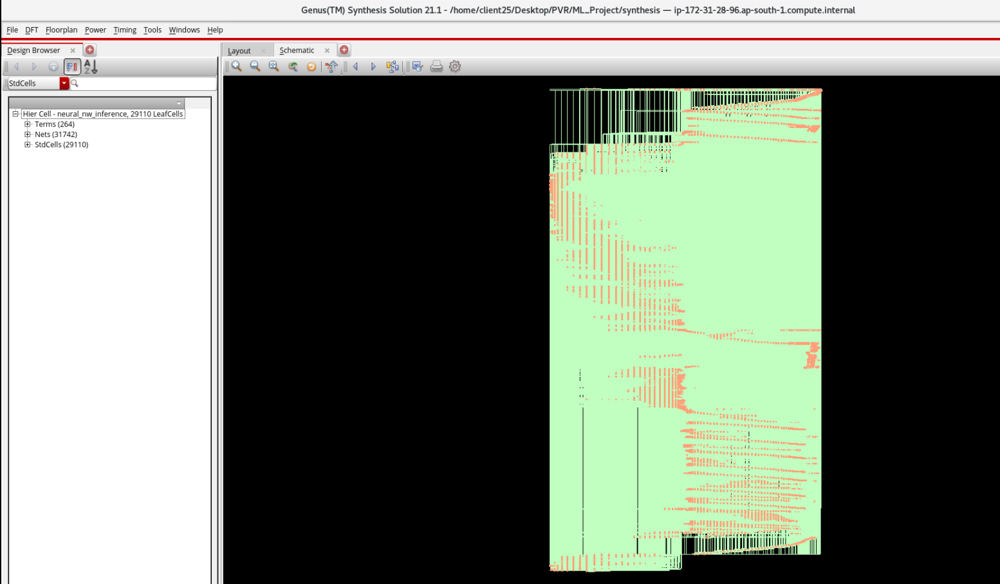 Genus(TM) Synthesis Solution 21.1 - /home/client25/Desktop/PVR/ML_Project/synthesis — ip-172-31-28-96.ap-south-1.compute.internal
File DFT Floorplan Power Timing Tools Windows Help
Design Browser Layout Schematic
StdCells
Hier Cell - neural_nw_inference, 29110 LeafCells
Terms (264)
Nets (31742)
StdCells (29110)